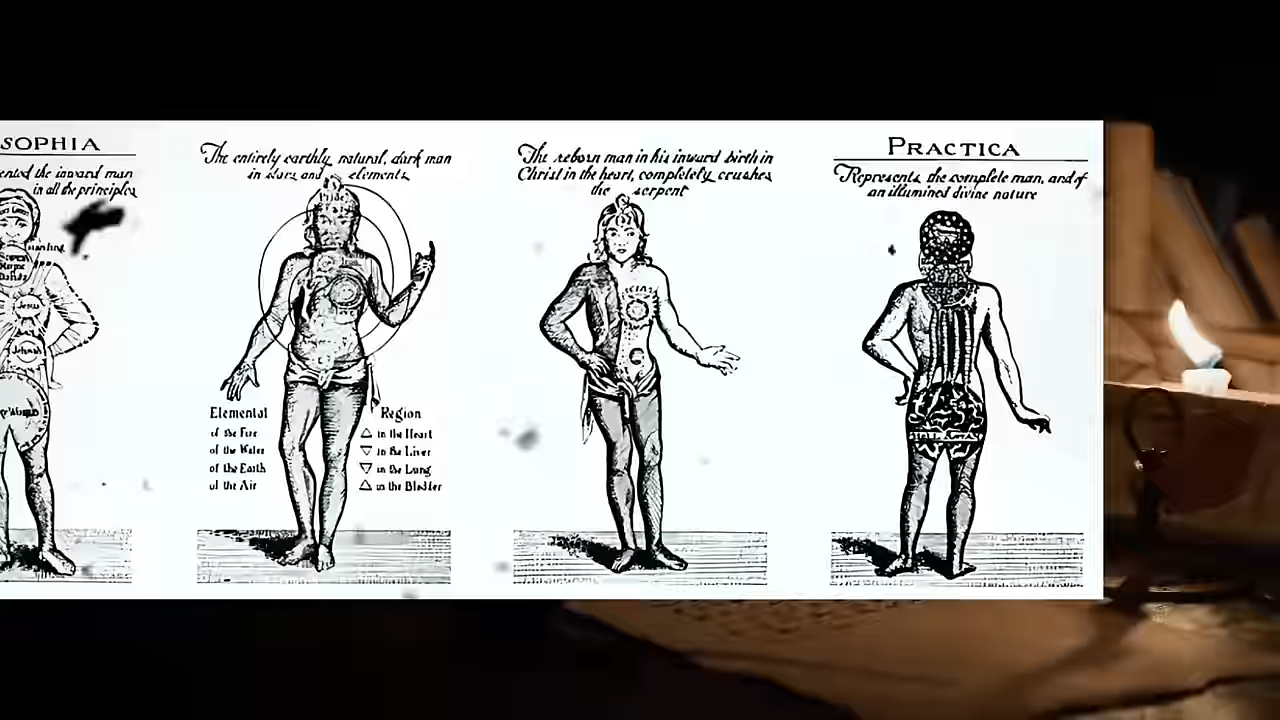 SOPHIA
the inward man
in all the principles
Jesus
Jehova
The entirely earthly, natural, dark man
in stars and elements
Pride
Elemental
of the Fire
of the Water
of the Earth
of the Air
Region
in the Heart
in the Liver
in the Lung
in the Bladder
The reborn man in his inward birth in
Christ in the heart, completely crushes
the serpent
PRACTICA
Represents the complete man, and of
an illumined divine nature